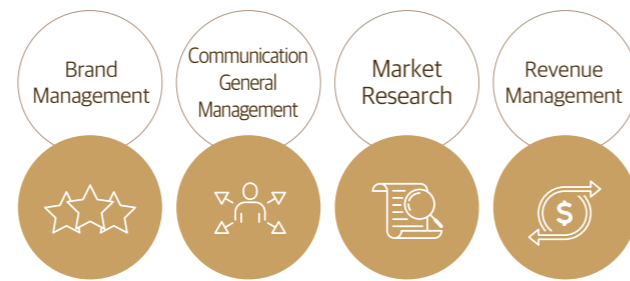 Brand
Management
Communication
General
Management
Market
Research
Revenue
Management
$